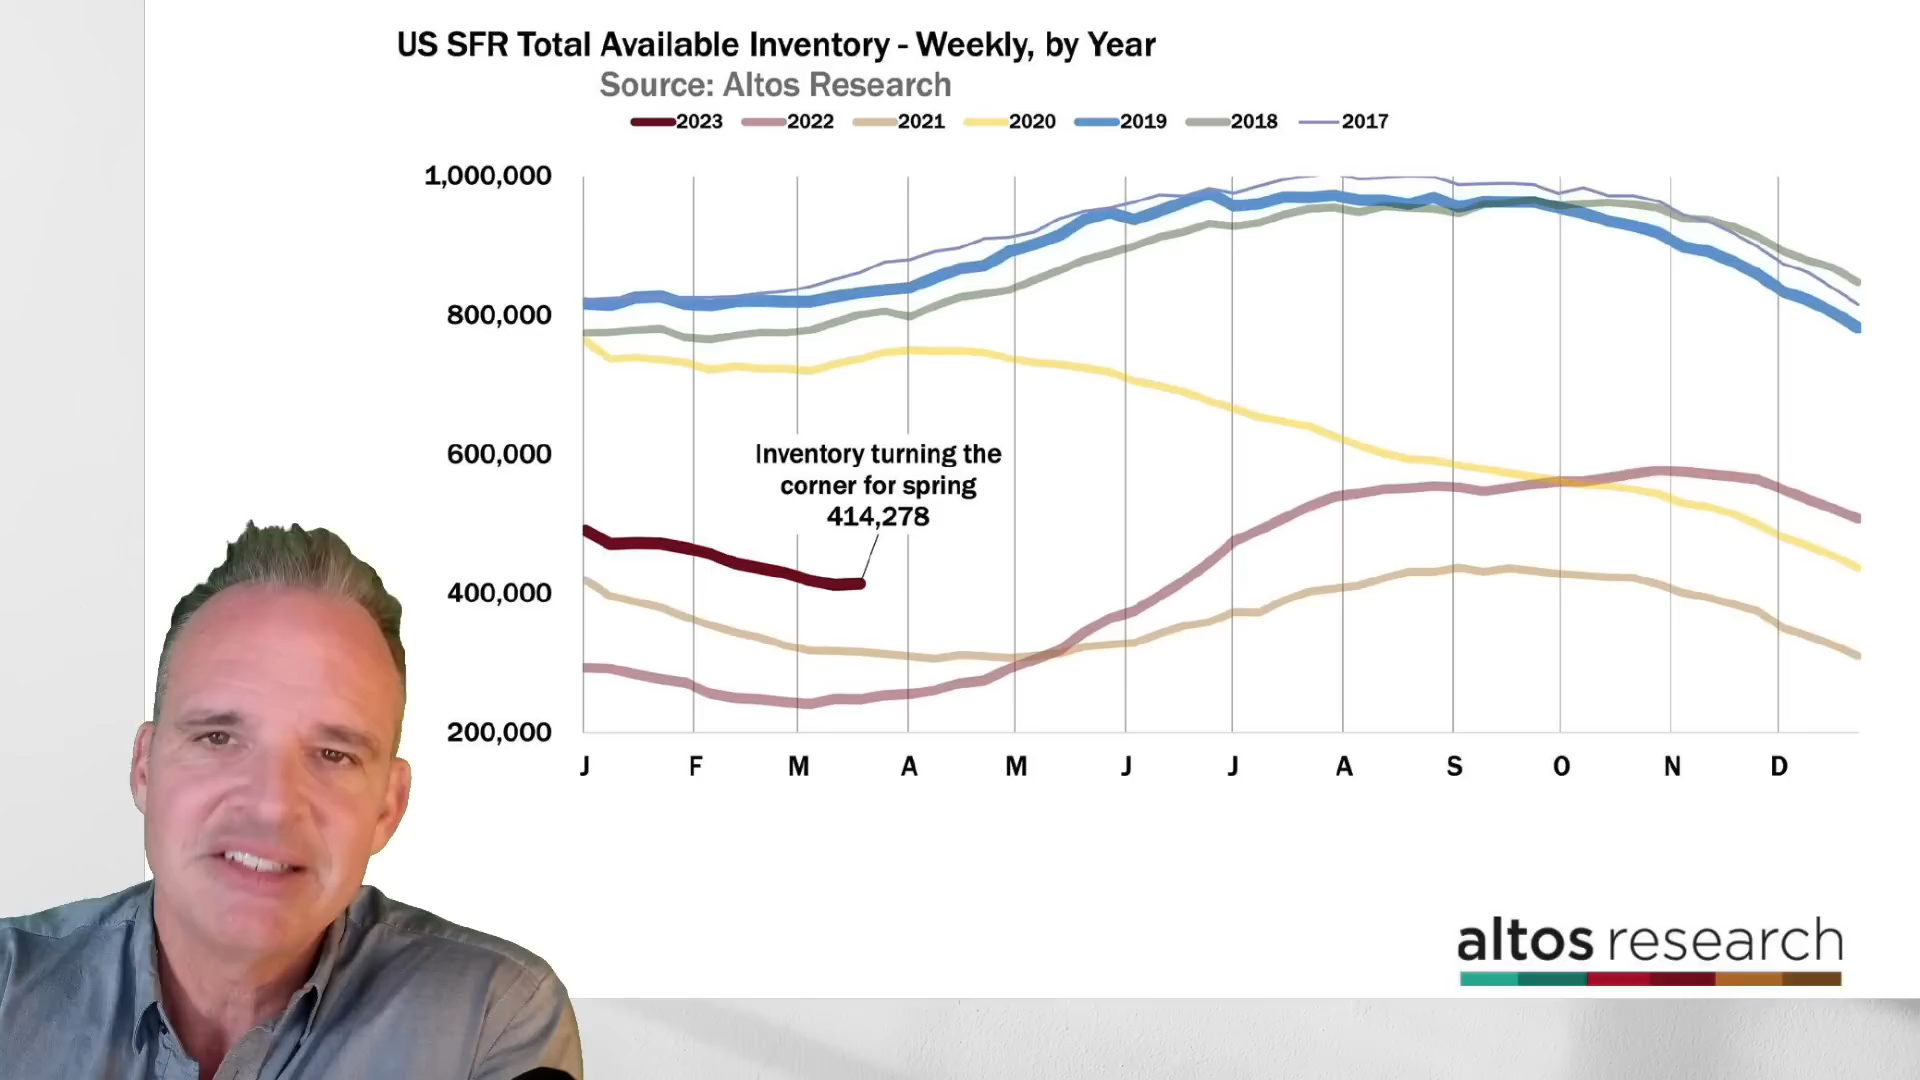 US SFR Total Available Inventory - Weekly, by Year
Source: Altos Research
2023 2022 2021 2020 2019 2018 2017
1,000,000
800,000
600,000
400,000
200,000
Inventory turning the
corner for spring
414,278
J F M A M J J A S O N D
altos research